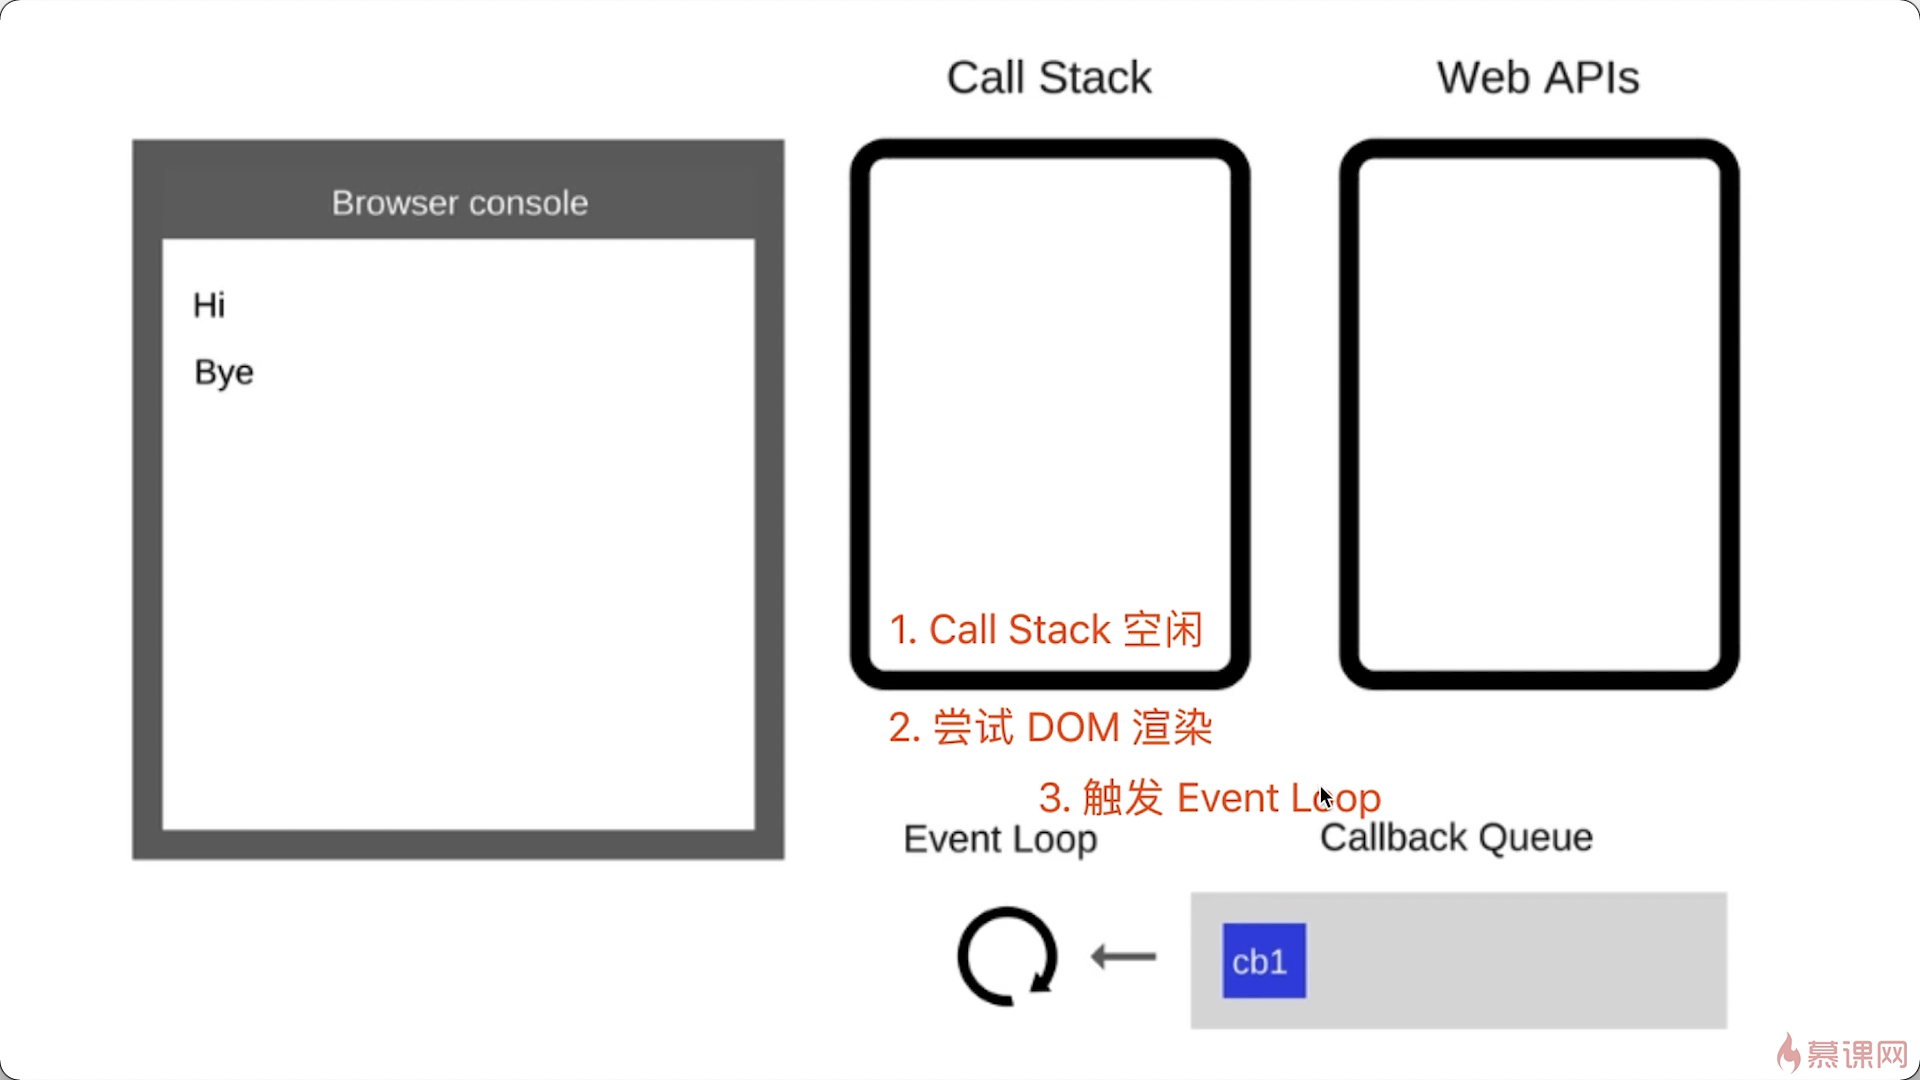 Call Stack
Web APIs
Browser console
Hi
Bye
1. Call Stack 空闲
2. 尝试 DOM 渲染
3. 触发 Event Loop
Event Loop
Callback Queue
cb1
慕课网